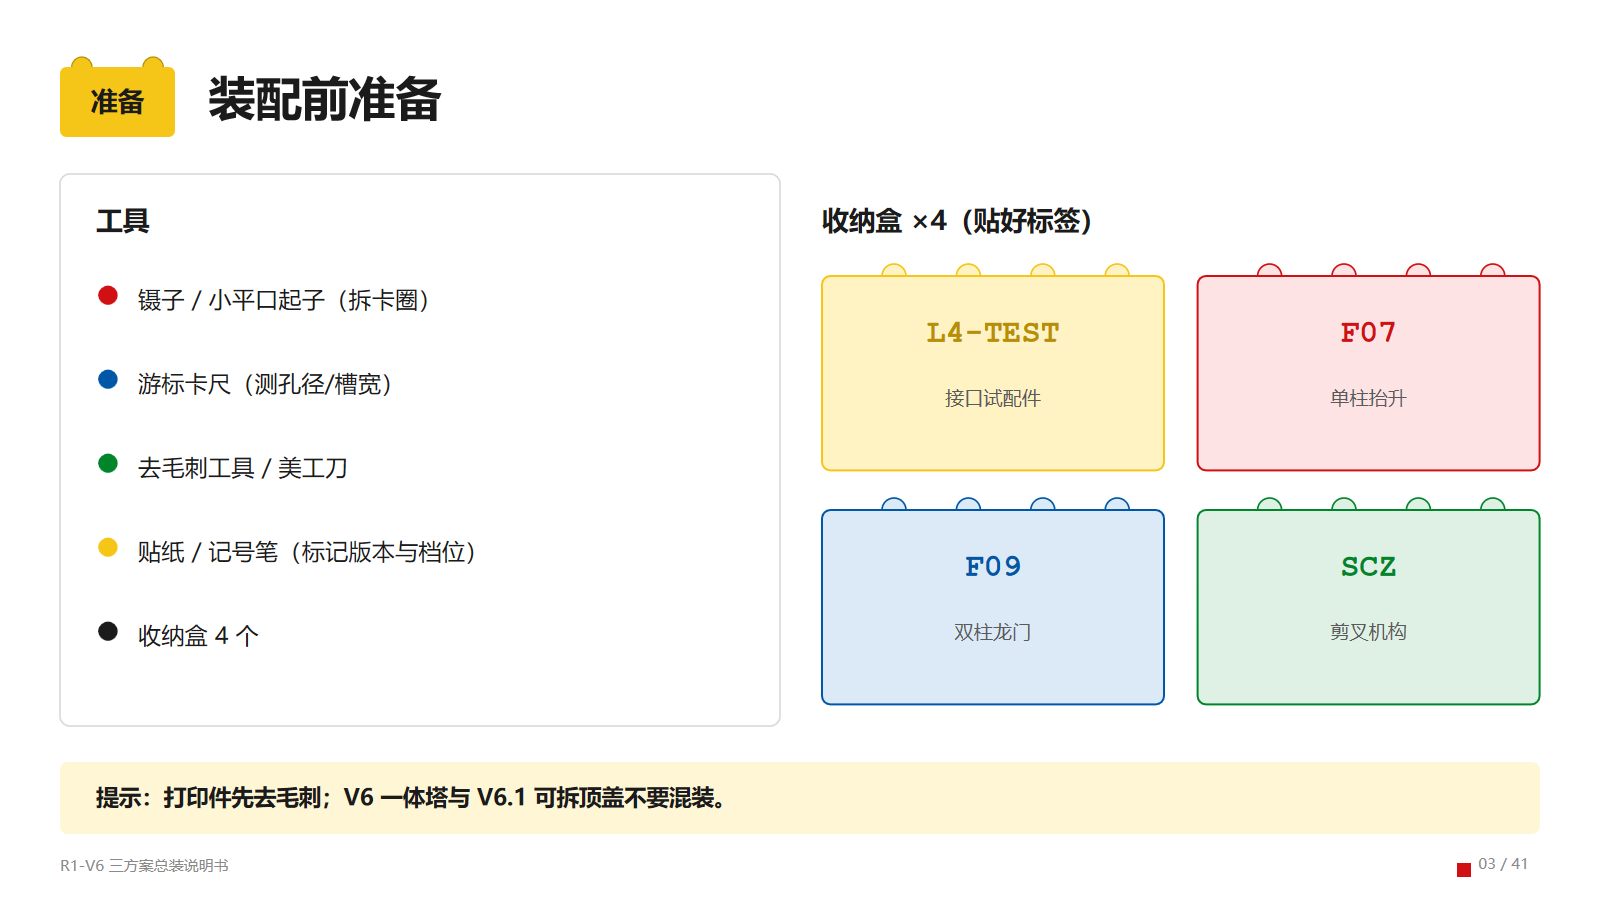 准备
装配前准备
工具
镊子 / 小平口起子（拆卡圈）
游标卡尺（测孔径/槽宽）
去毛刺工具 / 美工刀
贴纸 / 记号笔（标记版本与档位）
收纳盒 4 个
收纳盒 ×4（贴好标签）
L4-TEST
接口试配件
F07
单柱抬升
F09
双柱龙门
SCZ
剪叉机构
提示：打印件先去毛刺；V6 一体塔与 V6.1 可拆顶盖不要混装。
R1-V6 三方案总装说明书
03 / 41